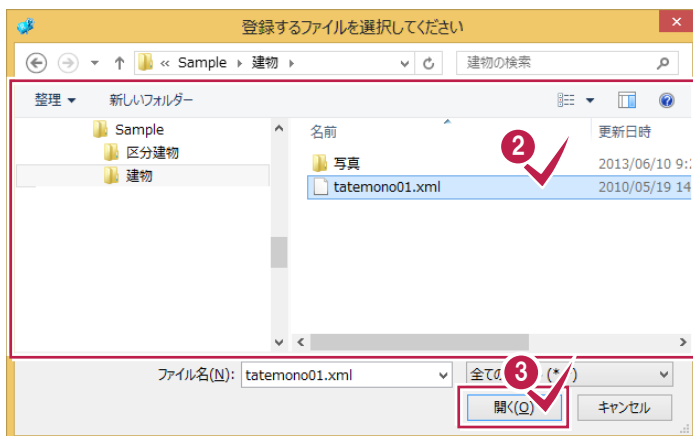 登録するファイルを選択してください
« Sample 建物
建物の検索
整理 新しいフォルダー
Sample
区分建物
建物
名前 更新日時
2
写真 2013/06/10 9:
tatemono01.xml 2010/05/19 14
ファイル名(N): tatemono01.xml
3
開く(O) キャンセル